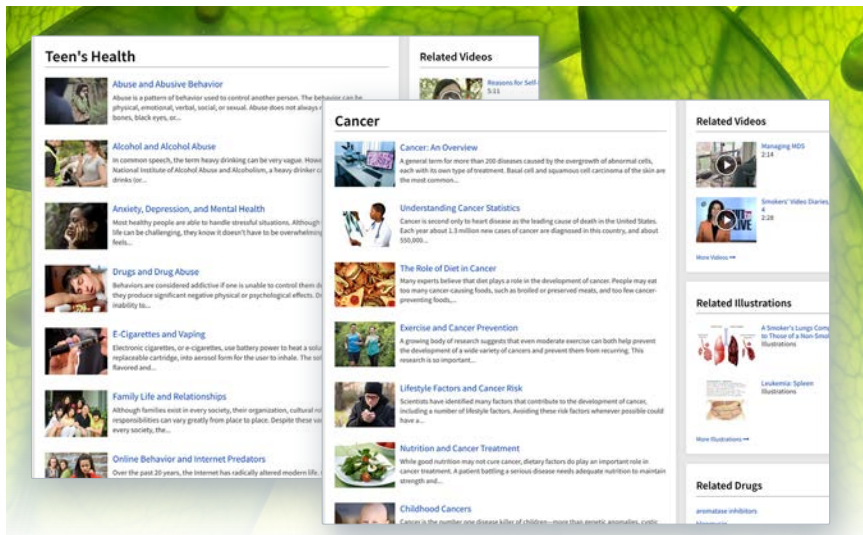 Teen's Health
Abuse and Abusive Behavior
Abuse is a pattern of behavior used to control another person. The behavior can be
physical, emotional, verbal, social, or sexual. Abuse does not always
bones, black eyes, or...
Alcohol and Alcohol Abuse
In common speech, the term heavy drinking can be very vague.
National Institute of Alcohol Abuse and Alcoholism, a heavy drinker
drinks (or...
Anxiety, Depression, and Mental Health
Most healthy people are able to handle stressful situations. Although
life can be challenging, they know it doesn't have to be overwhelming
feels...
Drugs and Drug Abuse
Behaviors are considered addictive if one is unable to control them
they produce significant negative physical or psychological effects.
inability to...
E-Cigarettes and Vaping
Electronic cigarettes, or e-cigarettes, use battery power to heat a
replaceable cartridge, into aerosol form for the user to inhale. The
flavored and...
Family Life and Relationships
Although families exist in every society, their organization, cultural
responsibilities can vary greatly from place to place. Despite these
every society, the...
Online Behavior and Internet Predators
Over the past 20 years, the Internet has radically altered modern life.
Related Videos
Reasons for Self-
5:11
Cancer
Cancer: An Overview
A general term for more than 200 diseases caused by the overgrowth of abnormal cells,
each with its own type of treatment. Basal cell and squamous cell carcinoma of the skin are
the most common...
Understanding Cancer Statistics
Cancer is second only to heart disease as the leading cause of death in the United States.
Each year about 1.3 million new cases of cancer are diagnosed in this country, and about
550,000...
The Role of Diet in Cancer
Many experts believe that diet plays a role in the development of cancer. People may eat
too many cancer-causing foods, such as broiled or preserved meats, and too few cancer-
preventing foods,...
Exercise and Cancer Prevention
A growing body of research suggests that even moderate exercise can both help prevent
the development of a wide variety of cancers and prevent them from recurring. This
research is so important...
Lifestyle Factors and Cancer Risk
Scientists have identified many factors that contribute to the development of cancer,
including a number of lifestyle factors. Avoiding these risk factors whenever possible could
have a...
Nutrition and Cancer Treatment
While good nutrition may not cure cancer, dietary factors do play an important role in
cancer treatment. A patient battling a serious disease needs adequate nutrition to maintain
strength and...
Childhood Cancers
Cancer is the number one disease killer of children—more than genetic anomalies, cystic
Related Videos
Managing MDS
2:14
Smokers' Video Diaries,
4
2:28
More Videos
Related Illustrations
A Smoker's Lungs
to Those of a Non-
Illustrations
Leukemia: Spleen
Illustrations
More Illustrations
Related Drugs
aromatase inhibitors